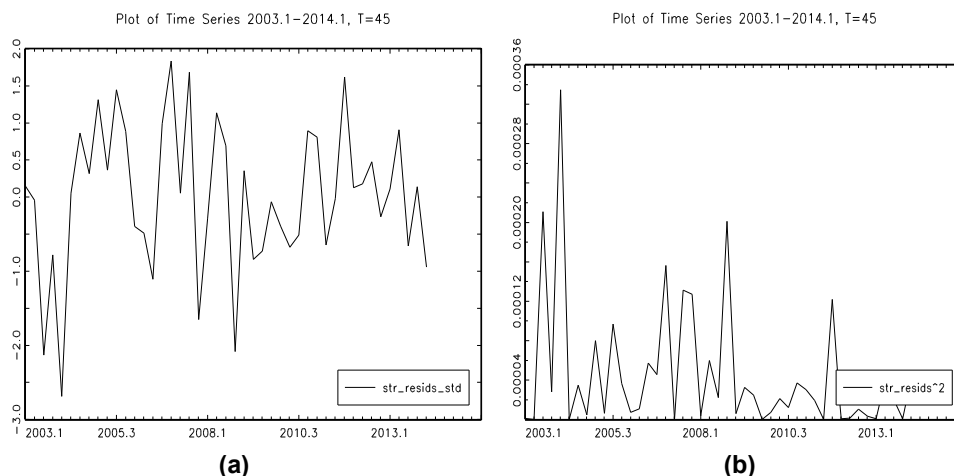 Plot of Time Series 2003.1-2014.1, T=45
2.0
1.5
1.0
0.5
0.0
-1.0
-2.0
-3.0
2003.1 2005.3 2008.1 2010.3 2013.1
str_resids_std
(a)
Plot of Time Series 2003.1-2014.1, T=45
0.00036
0.00028
0.00020
0.00012
0.00004
2003.1 2005.3 2008.1 2010.3 2013.1
str_resids^2
(b)